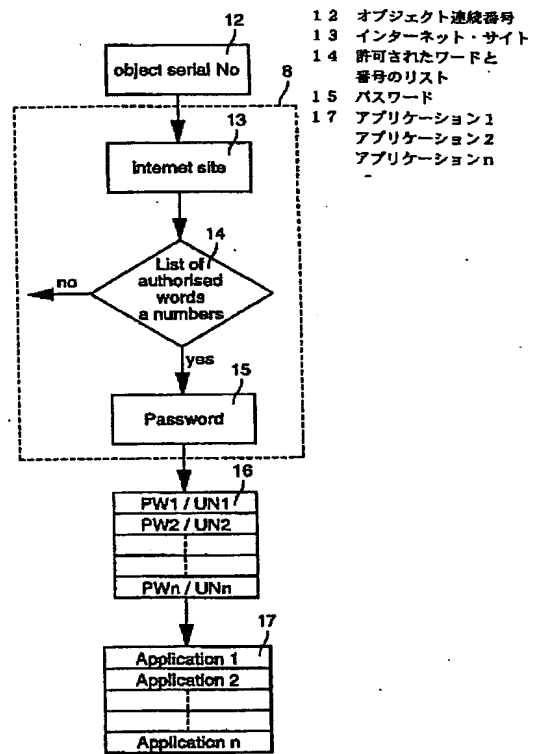 12
object serial No
8
13
internet site
14
List of
authorised
words
a numbers
no
yes
15
Password
16
PW1 / UN1
PW2 / UN2
PWn / UNn
17
Application 1
Application 2
Application n
12 オブジェクト連続番号
13 インターネット・サイト
14 許可されたワードと
番号のリスト
15 パスワード
17 アプリケーション1
アプリケーション2
アプリケーションn